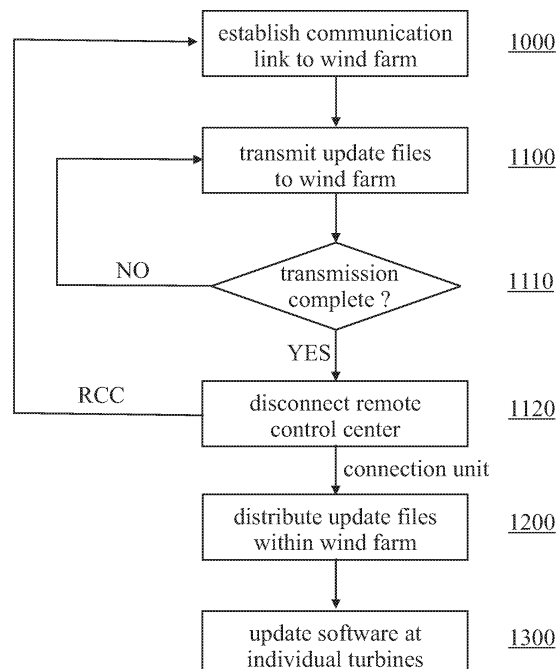 establish communication
link to wind farm
1000
transmit update files
to wind farm
1100
NO
transmission
complete ?
1110
YES
RCC
disconnect remote
control center
1120
connection unit
distribute update files
within wind farm
1200
update software at
individual turbines
1300